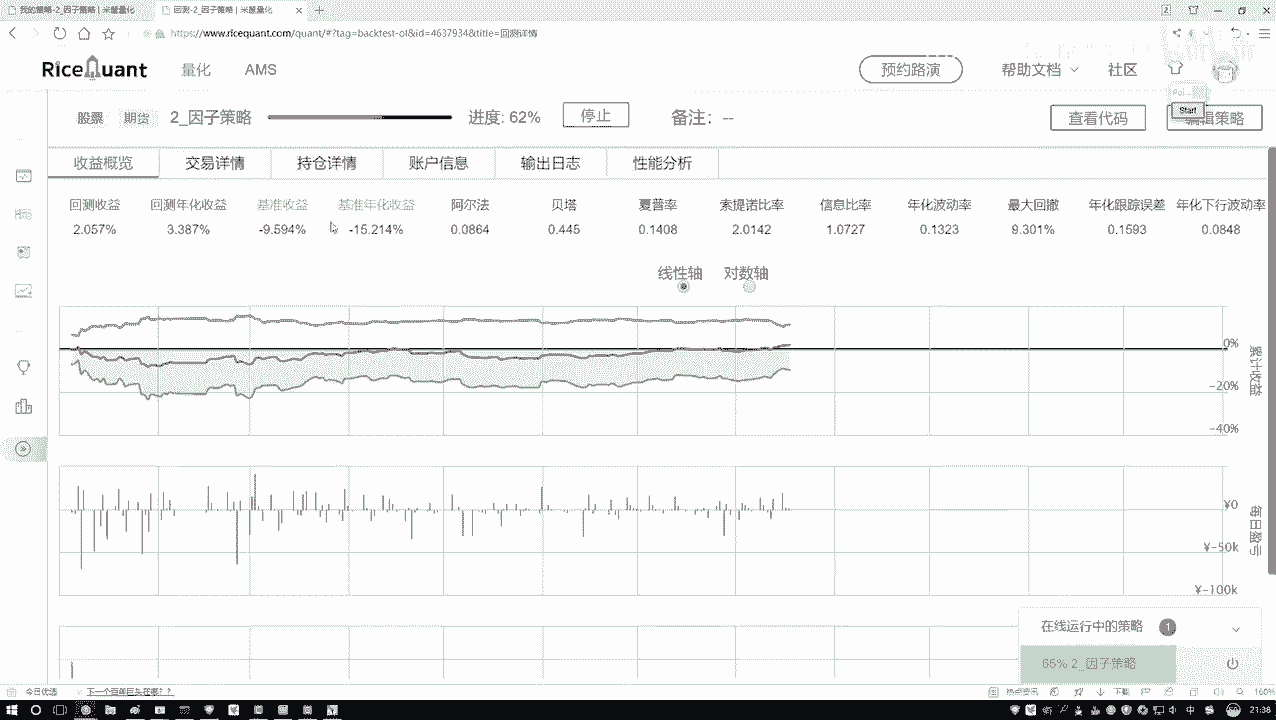 我的策略-2_因子策略 | 米筐量化
回测-2_因子策略 | 米筐量化
https://www.ricequant.com/quant/#?tag=backtest-ol&id=4637934&title=回测详情
RiceQuant 量化 AMS 预约路演 帮助文档 社区
股票 期货 2_因子策略 进度: 62% 停止 备注: -- 查看代码 编辑策略
Start
收益概览 交易详情 持仓详情 账户信息 输出日志 性能分析
回测收益 回测年化收益 基准收益 基准年化收益 阿尔法 贝塔 夏普率 索提诺比率 信息比率 年化波动率 最大回撤 年化跟踪误差 年化下行波动率
2.057% 3.387% -9.594% -15.214% 0.0864 0.445 0.1408 2.0142 1.0727 0.1323 9.301% 0.1593 0.0848
线性轴 对数轴
0%
累计收益
-20%
-40%
¥0
每日盈亏
¥-50k
¥-100k
在线运行中的策略 1
65% 2_因子策略
今日优选 下一个百年巨头在哪？？ 热点资讯 下载 160%
中 21:38